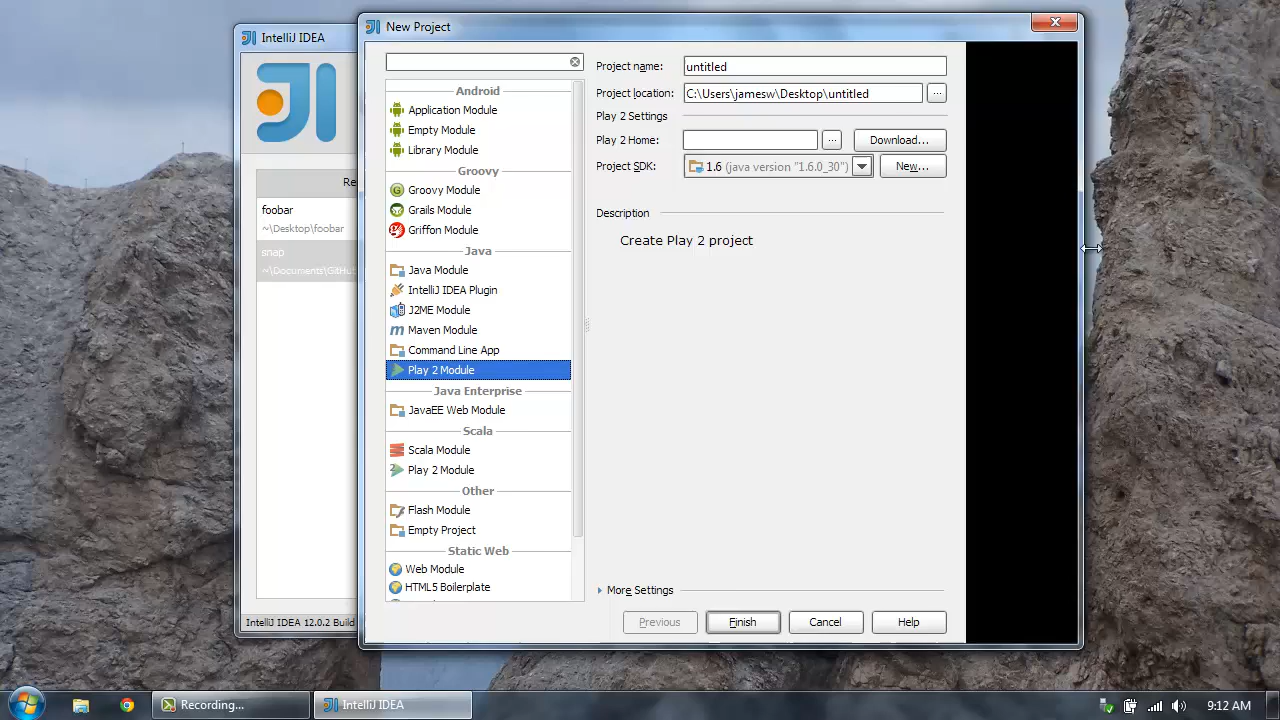 IntelliJ IDEA
New Project
Re
foobar
~\Desktop\foobar
snap
~\Documents\GitHu
IntelliJ IDEA 12.0.2 Build
Android
Application Module
Empty Module
Library Module
Groovy
Groovy Module
Grails Module
Griffon Module
Java
Java Module
IntelliJ IDEA Plugin
J2ME Module
Maven Module
Command Line App
Play 2 Module
Java Enterprise
JavaEE Web Module
Scala
Scala Module
Play 2 Module
Other
Flash Module
Empty Project
Static Web
Web Module
HTML5 Boilerplate
Project name: untitled
Project location: C:\Users\jamesw\Desktop\untitled ...
Play 2 Settings
Play 2 Home: ... Download...
Project SDK: 1.6 (java version "1.6.0_30") New...
Description
Create Play 2 project
More Settings
Previous Finish Cancel Help
Recording...
IntelliJ IDEA
9:12 AM